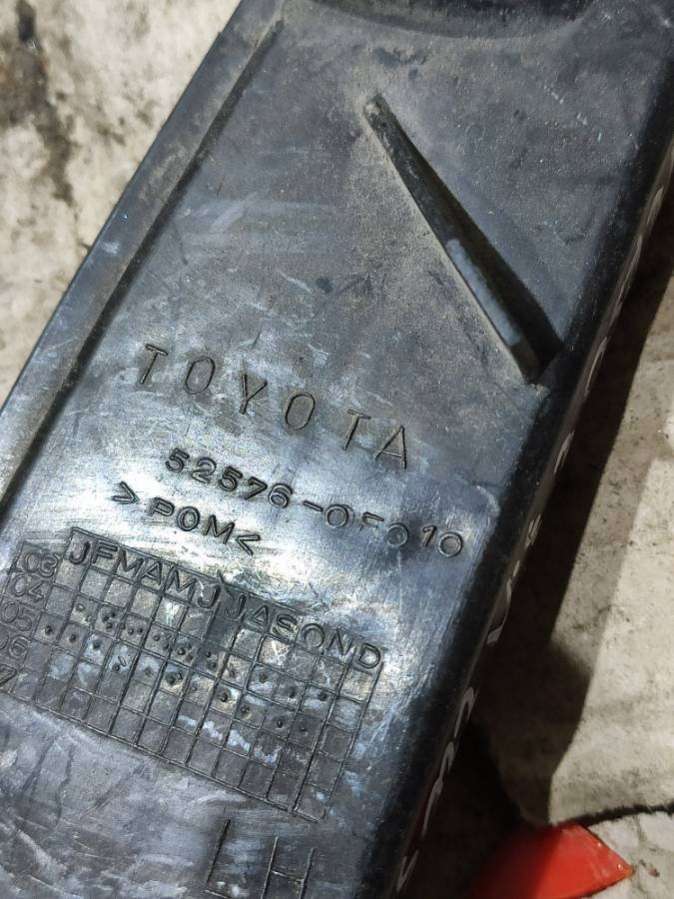 TOYOTA
52576-0F010
>POM<
JFMAMJJASOND
03
04
05
06
LH